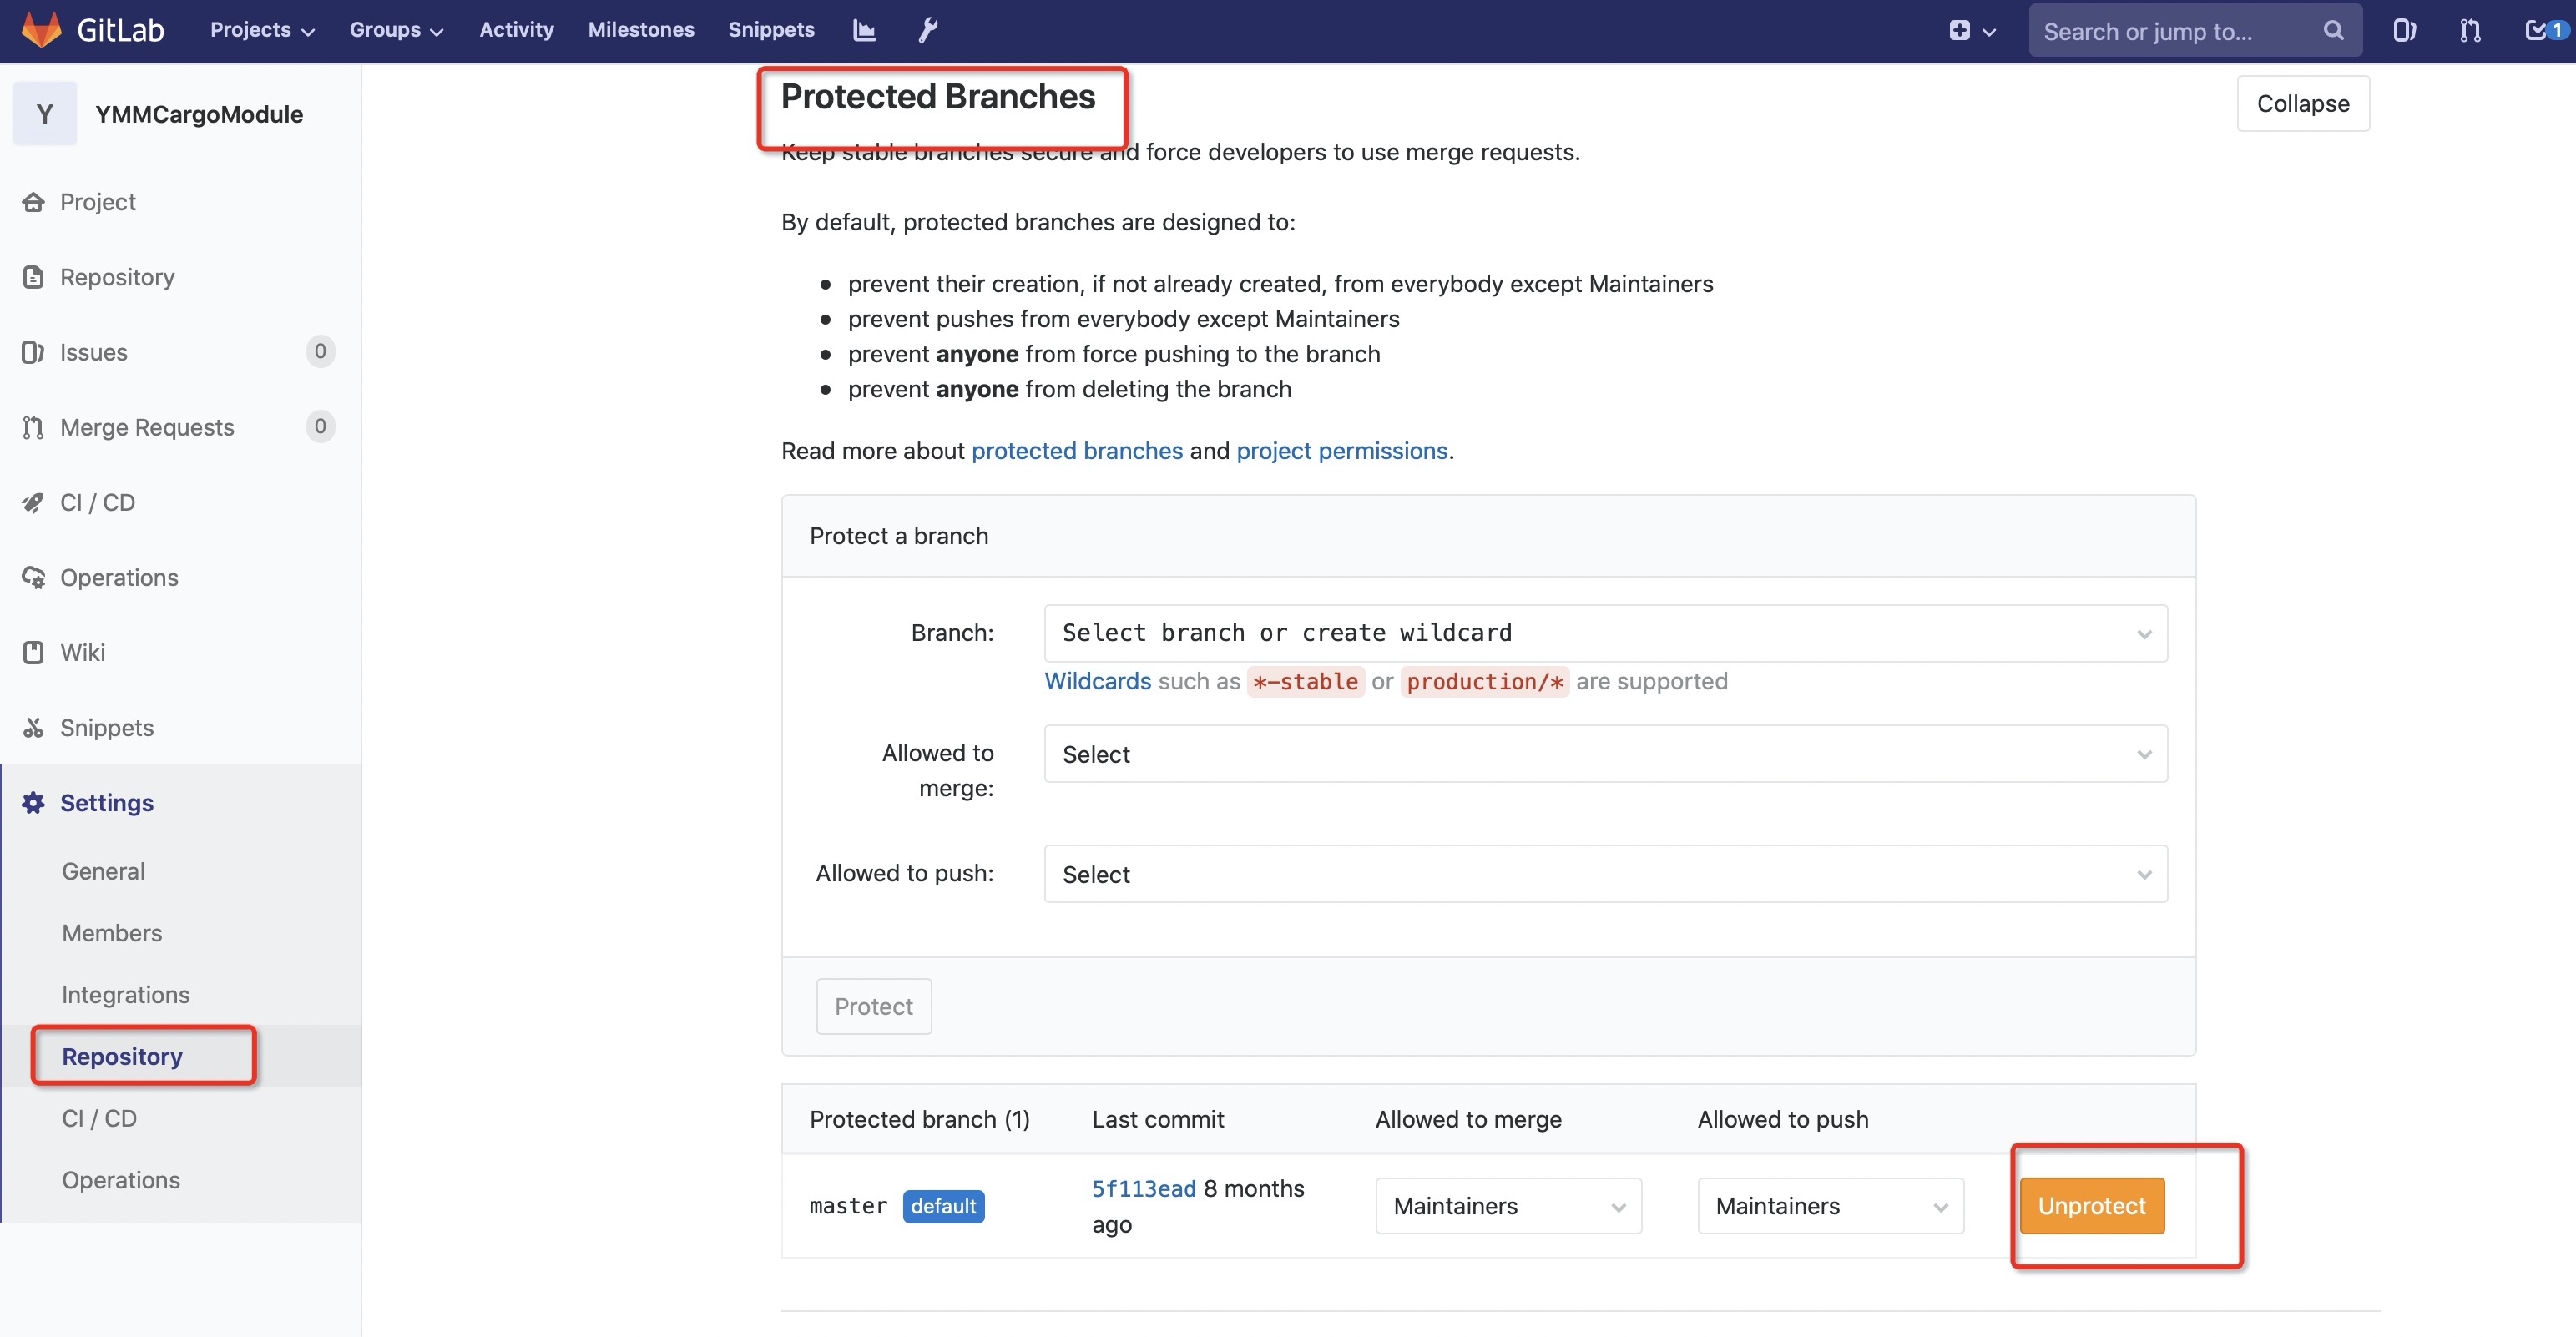 GitLab Projects Groups Activity Milestones Snippets Search or jump to... 1
Y YMMCargoModule
Project
Repository
Issues 0
Merge Requests 0
CI / CD
Operations
Wiki
Snippets
Settings
General
Members
Integrations
Repository
CI / CD
Operations
Protected Branches
Collapse
Keep stable branches secure and force developers to use merge requests.
By default, protected branches are designed to:
prevent their creation, if not already created, from everybody except Maintainers
prevent pushes from everybody except Maintainers
prevent anyone from force pushing to the branch
prevent anyone from deleting the branch
Read more about protected branches and project permissions.
Protect a branch
Branch: Select branch or create wildcard
Wildcards such as *-stable or production/* are supported
Allowed to
merge:
Select
Allowed to push: Select
Protect
Protected branch (1) Last commit Allowed to merge Allowed to push
master default 5f113ead 8 months
ago
Maintainers Maintainers Unprotect